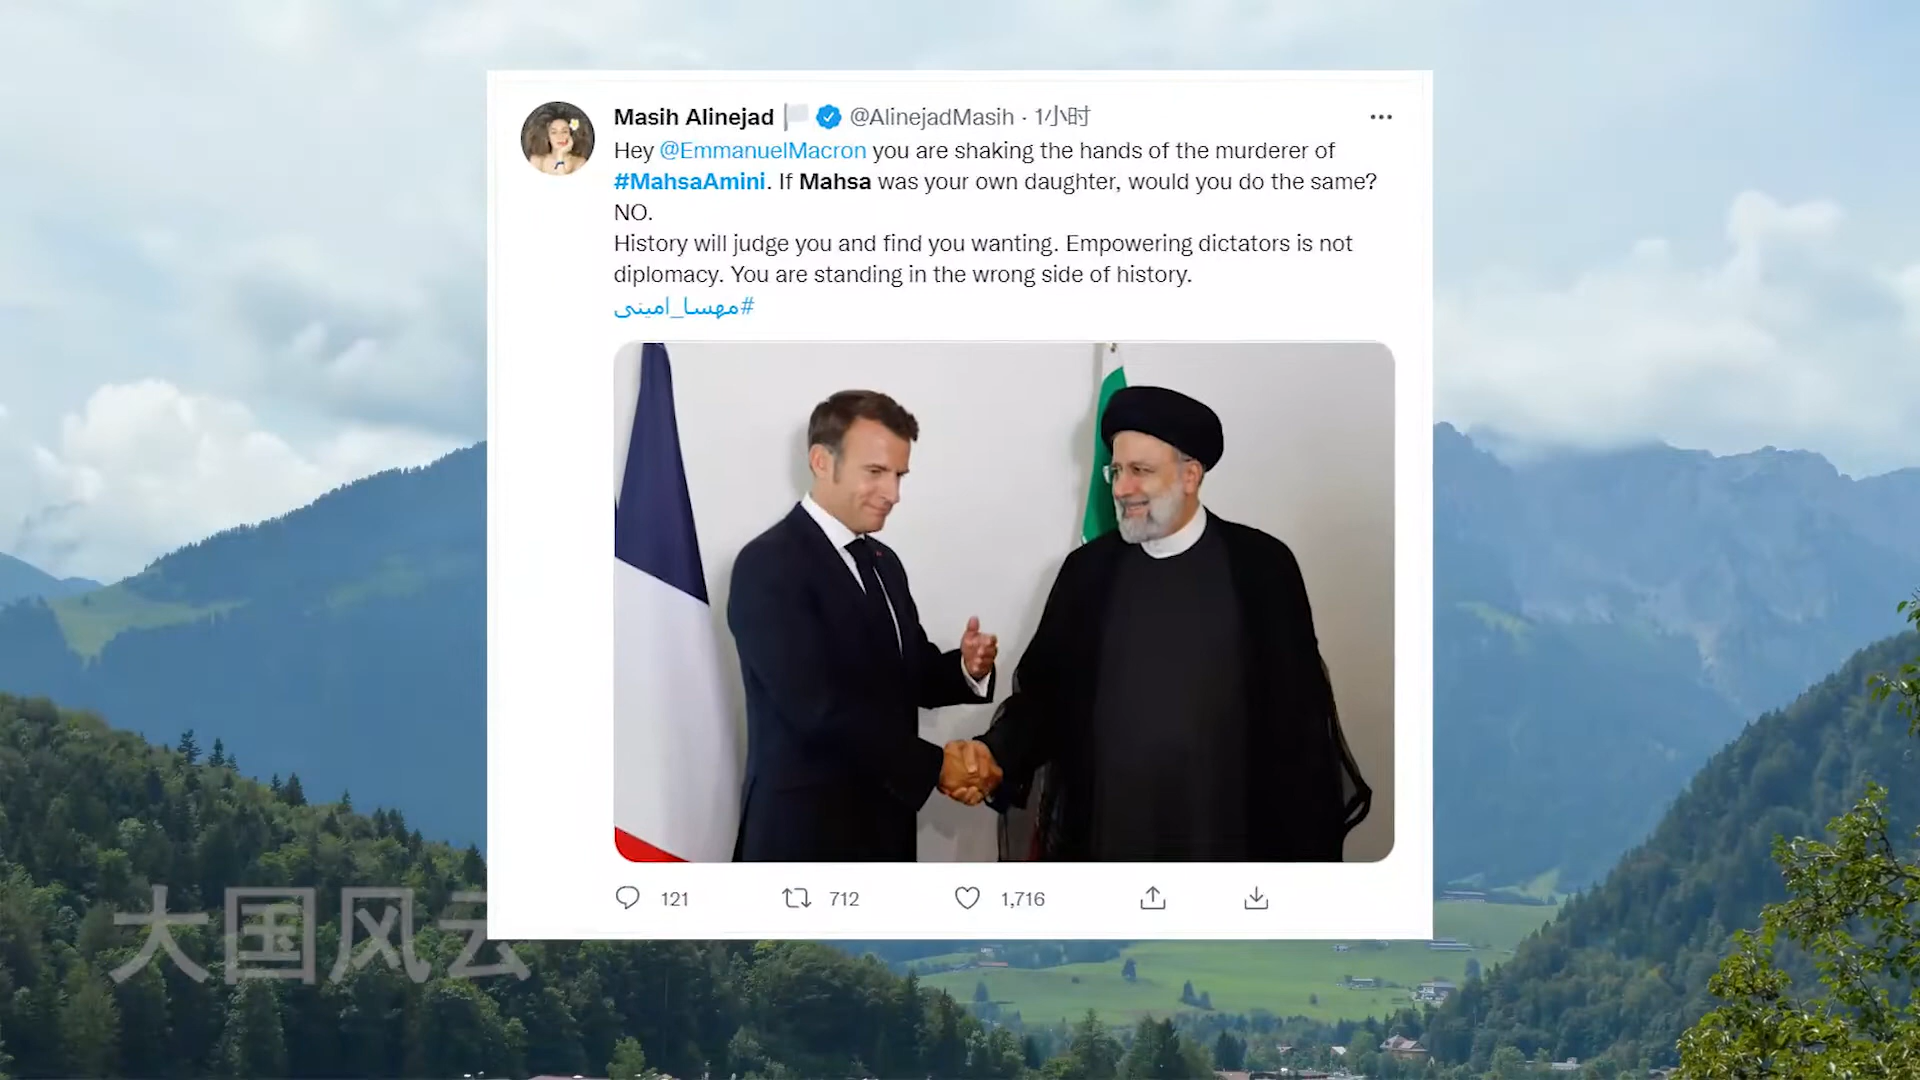 Masih Alinejad @AlinejadMasih · 1小时
Hey @EmmanuelMacron you are shaking the hands of the murderer of
#MahsaAmini. If Mahsa was your own daughter, would you do the same?
NO.
History will judge you and find you wanting. Empowering dictators is not
diplomacy. You are standing in the wrong side of history.
#مهسا_امینی
121 712 1,716
大国风云